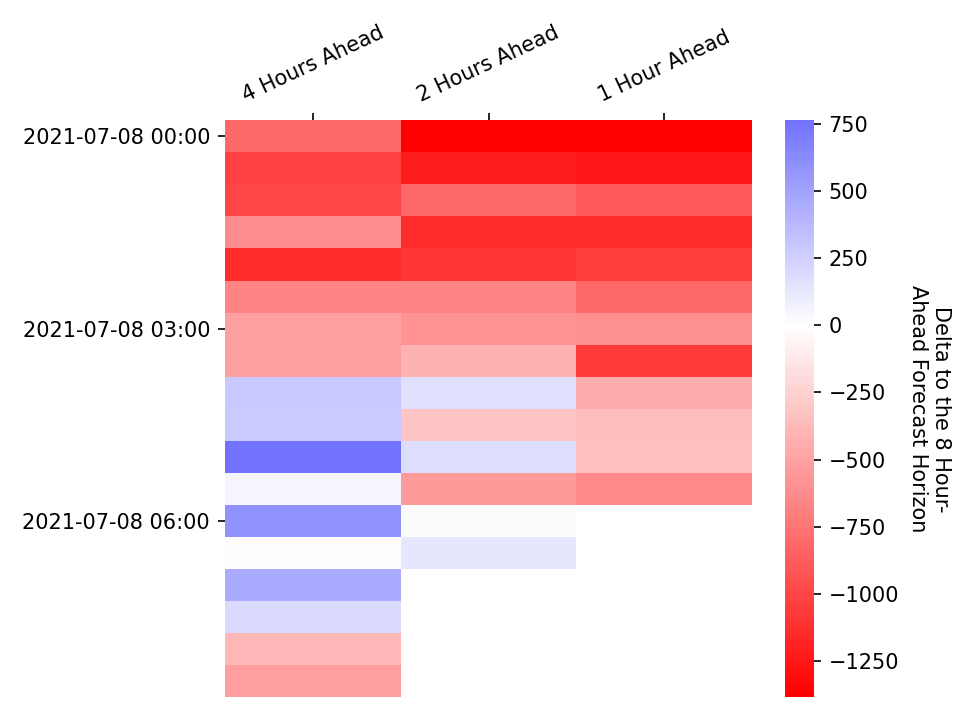 4 Hours Ahead
2 Hours Ahead
1 Hour Ahead
2021-07-08 00:00
2021-07-08 03:00
2021-07-08 06:00
750
500
250
0
−250
−500
−750
−1000
−1250
Delta to the 8 Hour-
Ahead Forecast Horizon